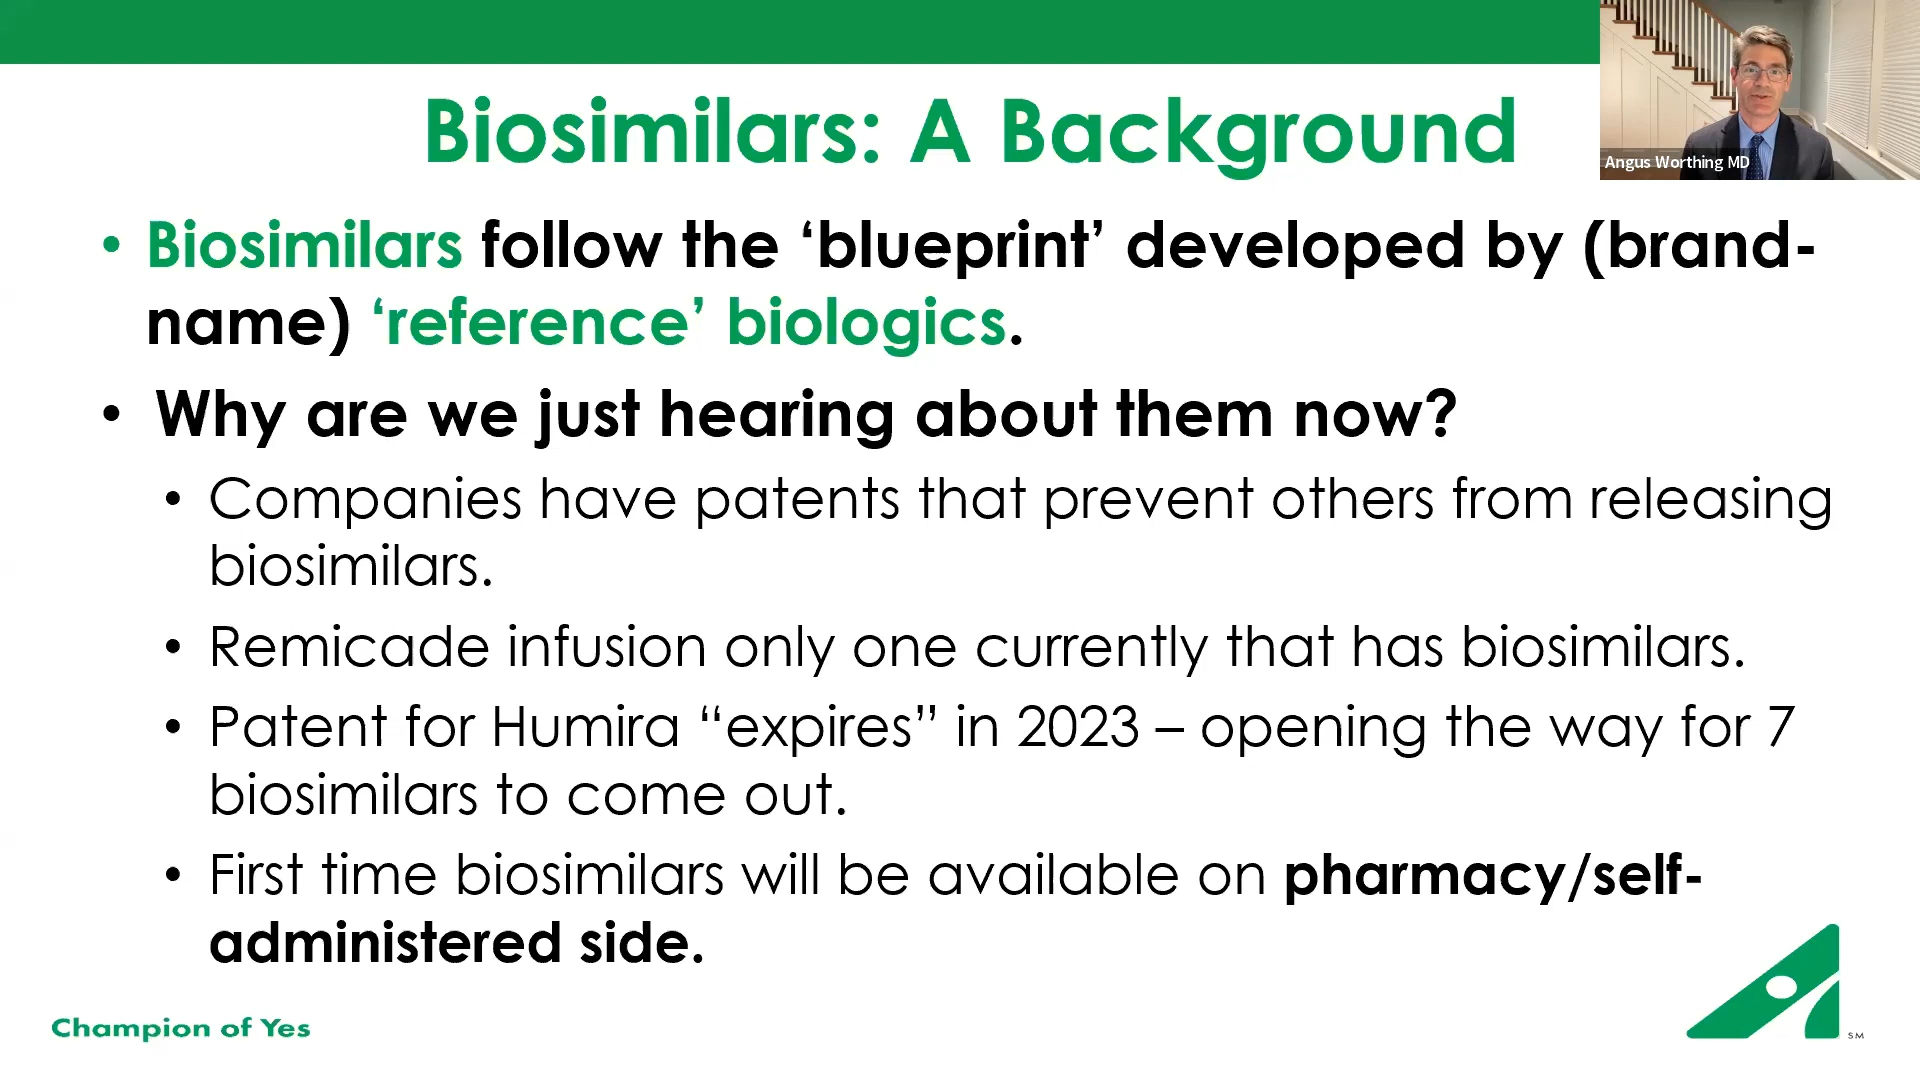 Biosimilars: A Background
Angus Worthing MD
• Biosimilars follow the ‘blueprint’ developed by (brand-
name) ‘reference’ biologics.
• Why are we just hearing about them now?
• Companies have patents that prevent others from releasing
biosimilars.
• Remicade infusion only one currently that has biosimilars.
• Patent for Humira “expires” in 2023 – opening the way for 7
biosimilars to come out.
• First time biosimilars will be available on pharmacy/self-
administered side.
Champion of Yes
SM